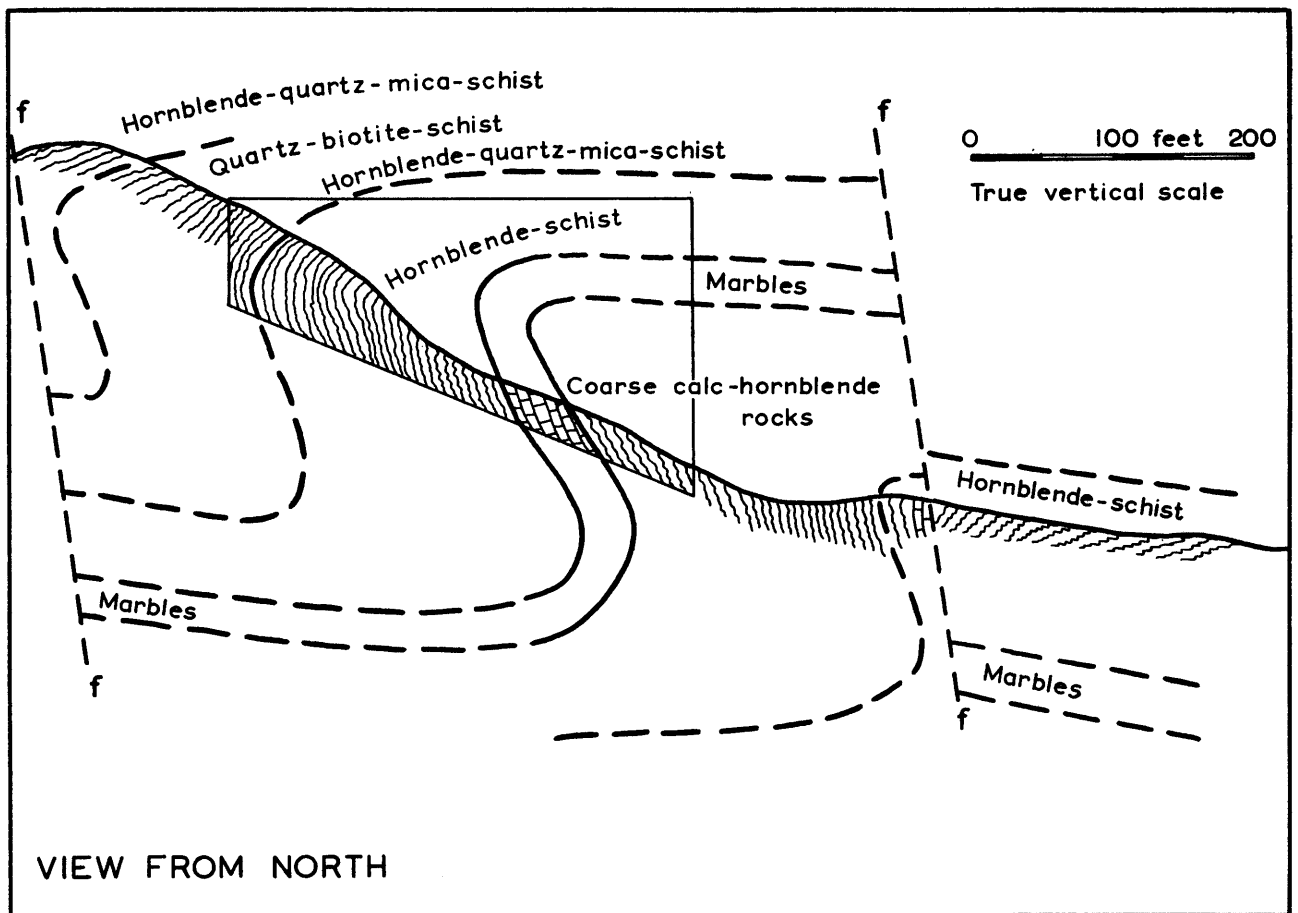 f
Hornblende-quartz-mica-schist
Quartz-biotite-schist
Hornblende-quartz-mica-schist
f
0 100 feet 200
True vertical scale
Hornblende-schist
Marbles
Coarse calc-hornblende
rocks
Hornblende-schist
Marbles
f
Marbles
f
VIEW FROM NORTH